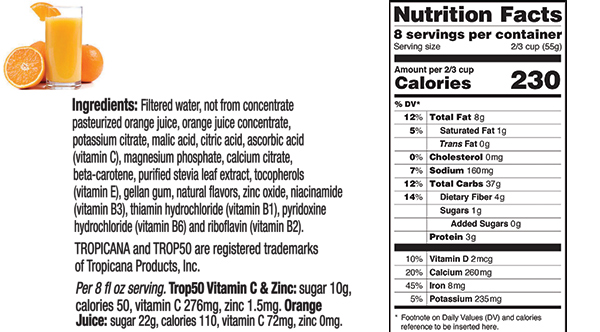 Ingredients: Filtered water, not from concentrate
pasteurized orange juice, orange juice concentrate,
potassium citrate, malic acid, citric acid, ascorbic acid
(vitamin C), magnesium phosphate, calcium citrate,
beta-carotene, purified stevia leaf extract, tocopherols
(vitamin E), gellan gum, natural flavors, zinc oxide, niacinamide
(vitamin B3), thiamin hydrochloride (vitamin B1), pyridoxine
hydrochloride (vitamin B6) and riboflavin (vitamin B2).
TROPICANA and TROP50 are registered trademarks
of Tropicana Products, Inc.
Per 8 fl oz serving. Trop50 Vitamin C & Zinc: sugar 10g,
calories 50, vitamin C 276mg, zinc 1.5mg. Orange
Juice: sugar 22g, calories 110, vitamin C 72mg, zinc 0mg.
Nutrition Facts
8 servings per container
Serving size 2/3 cup (55g)
Amount per 2/3 cup
Calories 230
% DV*
12% Total Fat 8g
5% Saturated Fat 1g
Trans Fat 0g
0% Cholesterol 0mg
7% Sodium 160mg
12% Total Carbs 37g
14% Dietary Fiber 4g
Sugars 1g
Added Sugars 0g
Protein 3g
10% Vitamin D 2mcg
20% Calcium 260mg
45% Iron 8mg
5% Potassium 235mg
* Footnote on Daily Values (DV) and calories
reference to be inserted here.